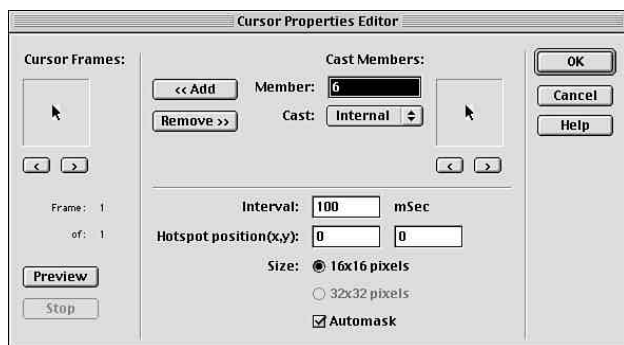 Cursor Properties Editor
Cursor Frames:
Cast Members:
OK
<< Add
Member: 6
Cancel
Remove >>
Cast: Internal
Help
< >
< >
Frame: 1
Interval: 100 mSec
of: 1
Hotspot position(x,y): 0 0
Size: 16x16 pixels
Preview
32x32 pixels
Stop
Automask